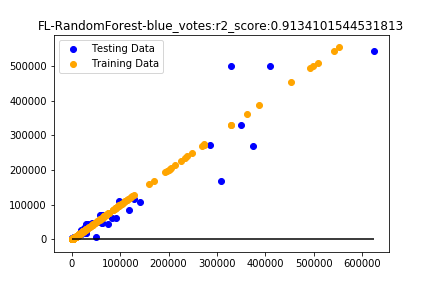 FL-RandomForest-blue_votes:r2_score:0.9134101544531813
Testing Data
Training Data
500000
400000
300000
200000
100000
0
0 100000 200000 300000 400000 500000 600000